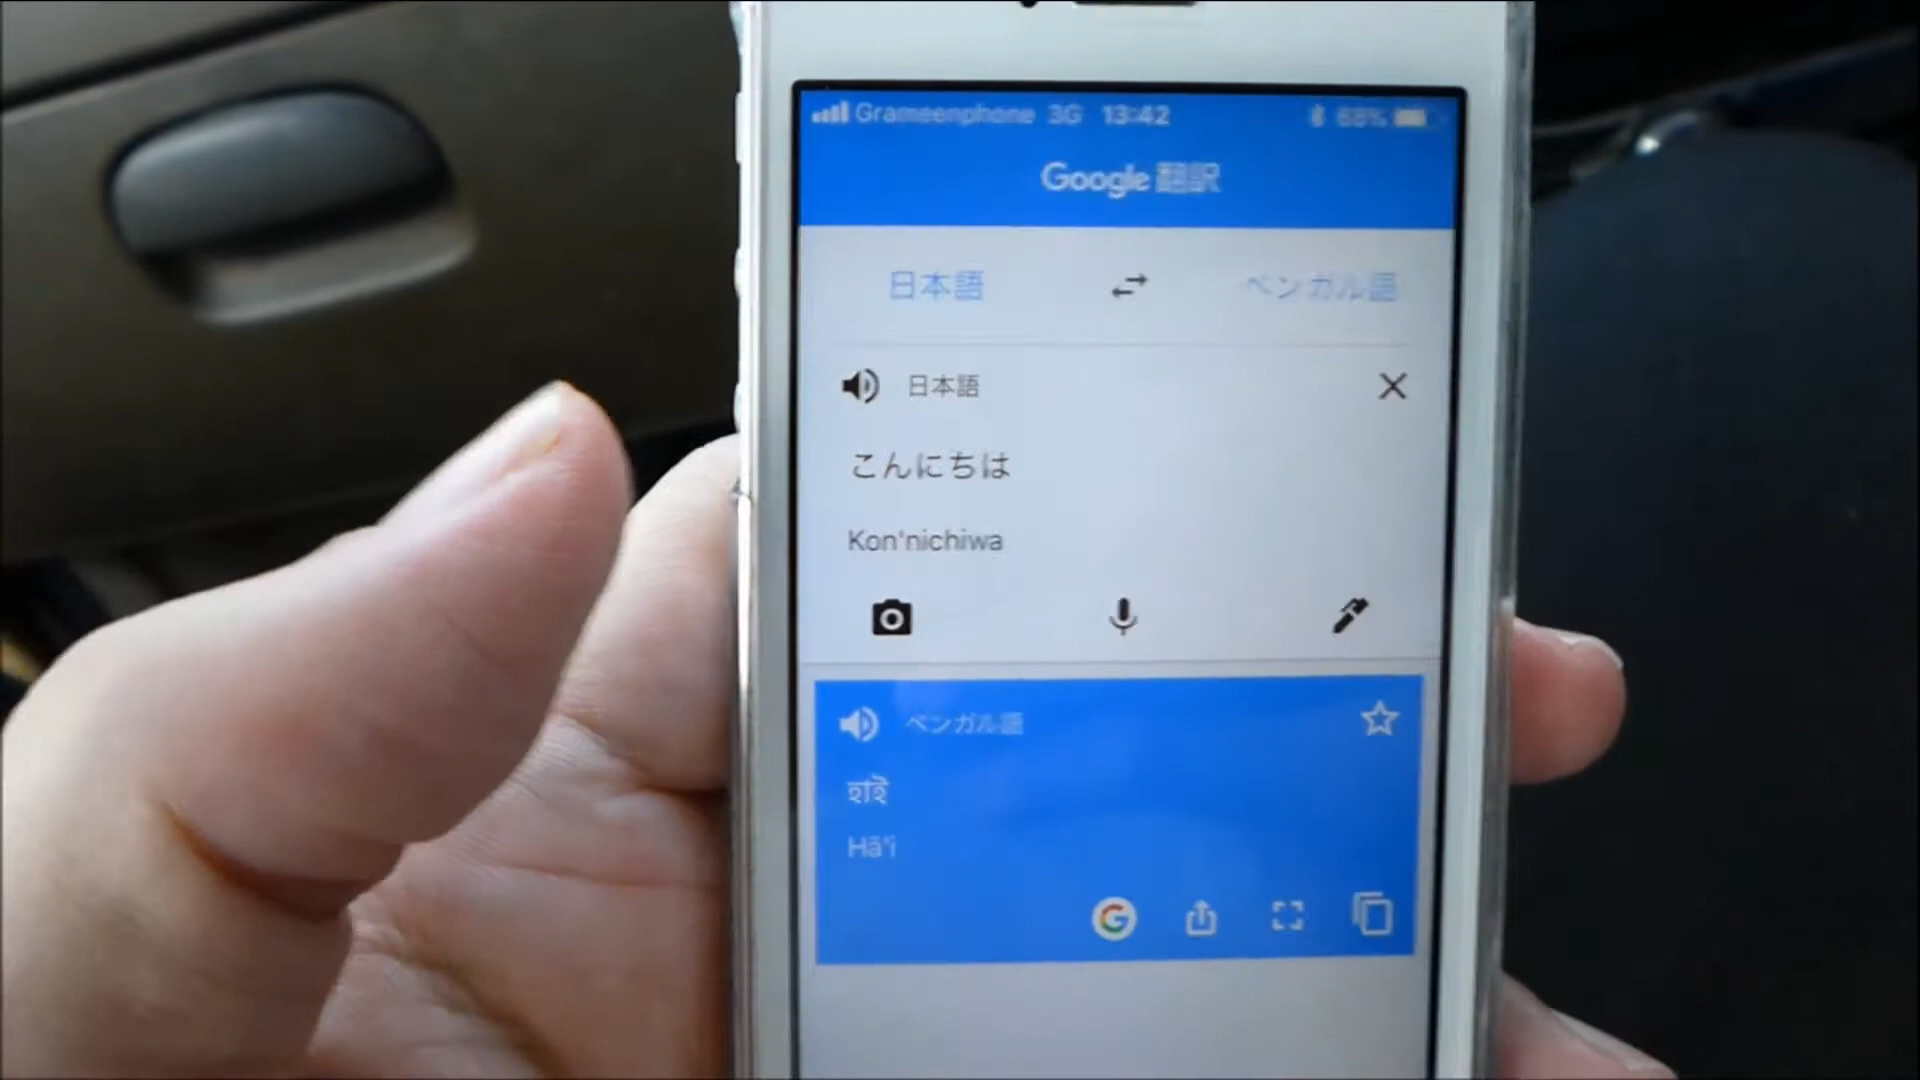 Grameenphone 3G 13:42 68%
Google 翻訳
日本語 ベンガル語
日本語
こんにちは
Kon'nichiwa
ベンガル語
হাই
Hā'i